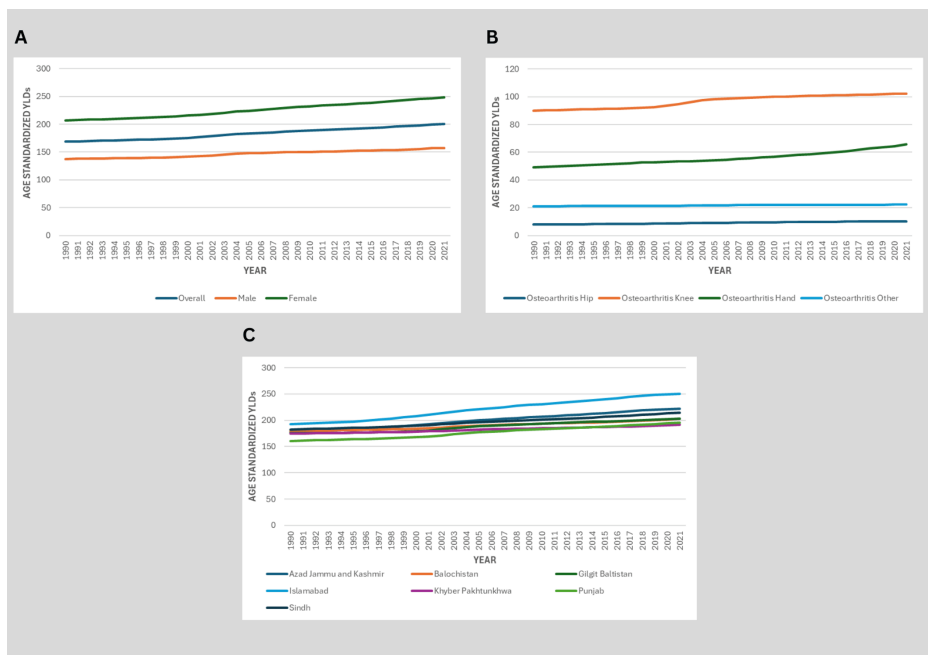 A
300
250
200
150
100
50
0
AGE STANDARDIZED YLDs
1990 1991 1992 1993 1994 1995 1996 1997 1998 1999 2000 2001 2002 2003 2004 2005 2006 2007 2008 2009 2010 2011 2012 2013 2014 2015 2016 2017 2018 2019 2020 2021
YEAR
Overall Male Female
B
120
100
80
60
40
20
0
AGE STANDARDIZED YLDs
1990 1991 1992 1993 1994 1995 1996 1997 1998 1999 2000 2001 2002 2003 2004 2005 2006 2007 2008 2009 2010 2011 2012 2013 2014 2015 2016 2017 2018 2019 2020 2021
YEAR
Osteoarthritis Hip Osteoarthritis Knee Osteoarthritis Hand Osteoarthritis Other
C
300
250
200
150
100
50
0
AGE STANDARDIZED YLDs
1990 1991 1992 1993 1994 1995 1996 1997 1998 1999 2000 2001 2002 2003 2004 2005 2006 2007 2008 2009 2010 2011 2012 2013 2014 2015 2016 2017 2018 2019 2020 2021
YEAR
Azad Jammu and Kashmir Balochistan Gilgit Baltistan
Islamabad Khyber Pakhtunkhwa Punjab
Sindh